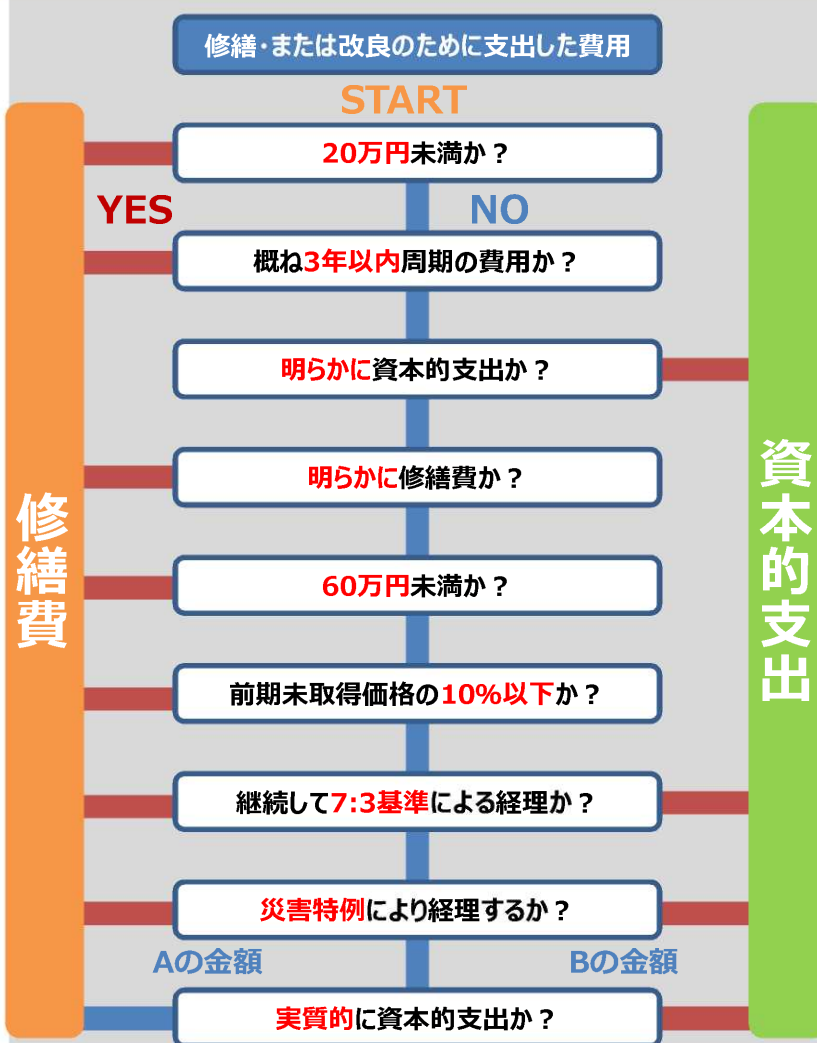 修繕・または改良のために支出した費用
START
20万円未満か？
YES
NO
概ね3年以内周期の費用か？
明らかに資本的支出か？
明らかに修繕費か？
60万円未満か？
前期未取得価格の10%以下か？
継続して7:3基準による経理か？
災害特例により経理するか？
Aの金額
Bの金額
実質的に資本的支出か？
修繕費
資本的支出